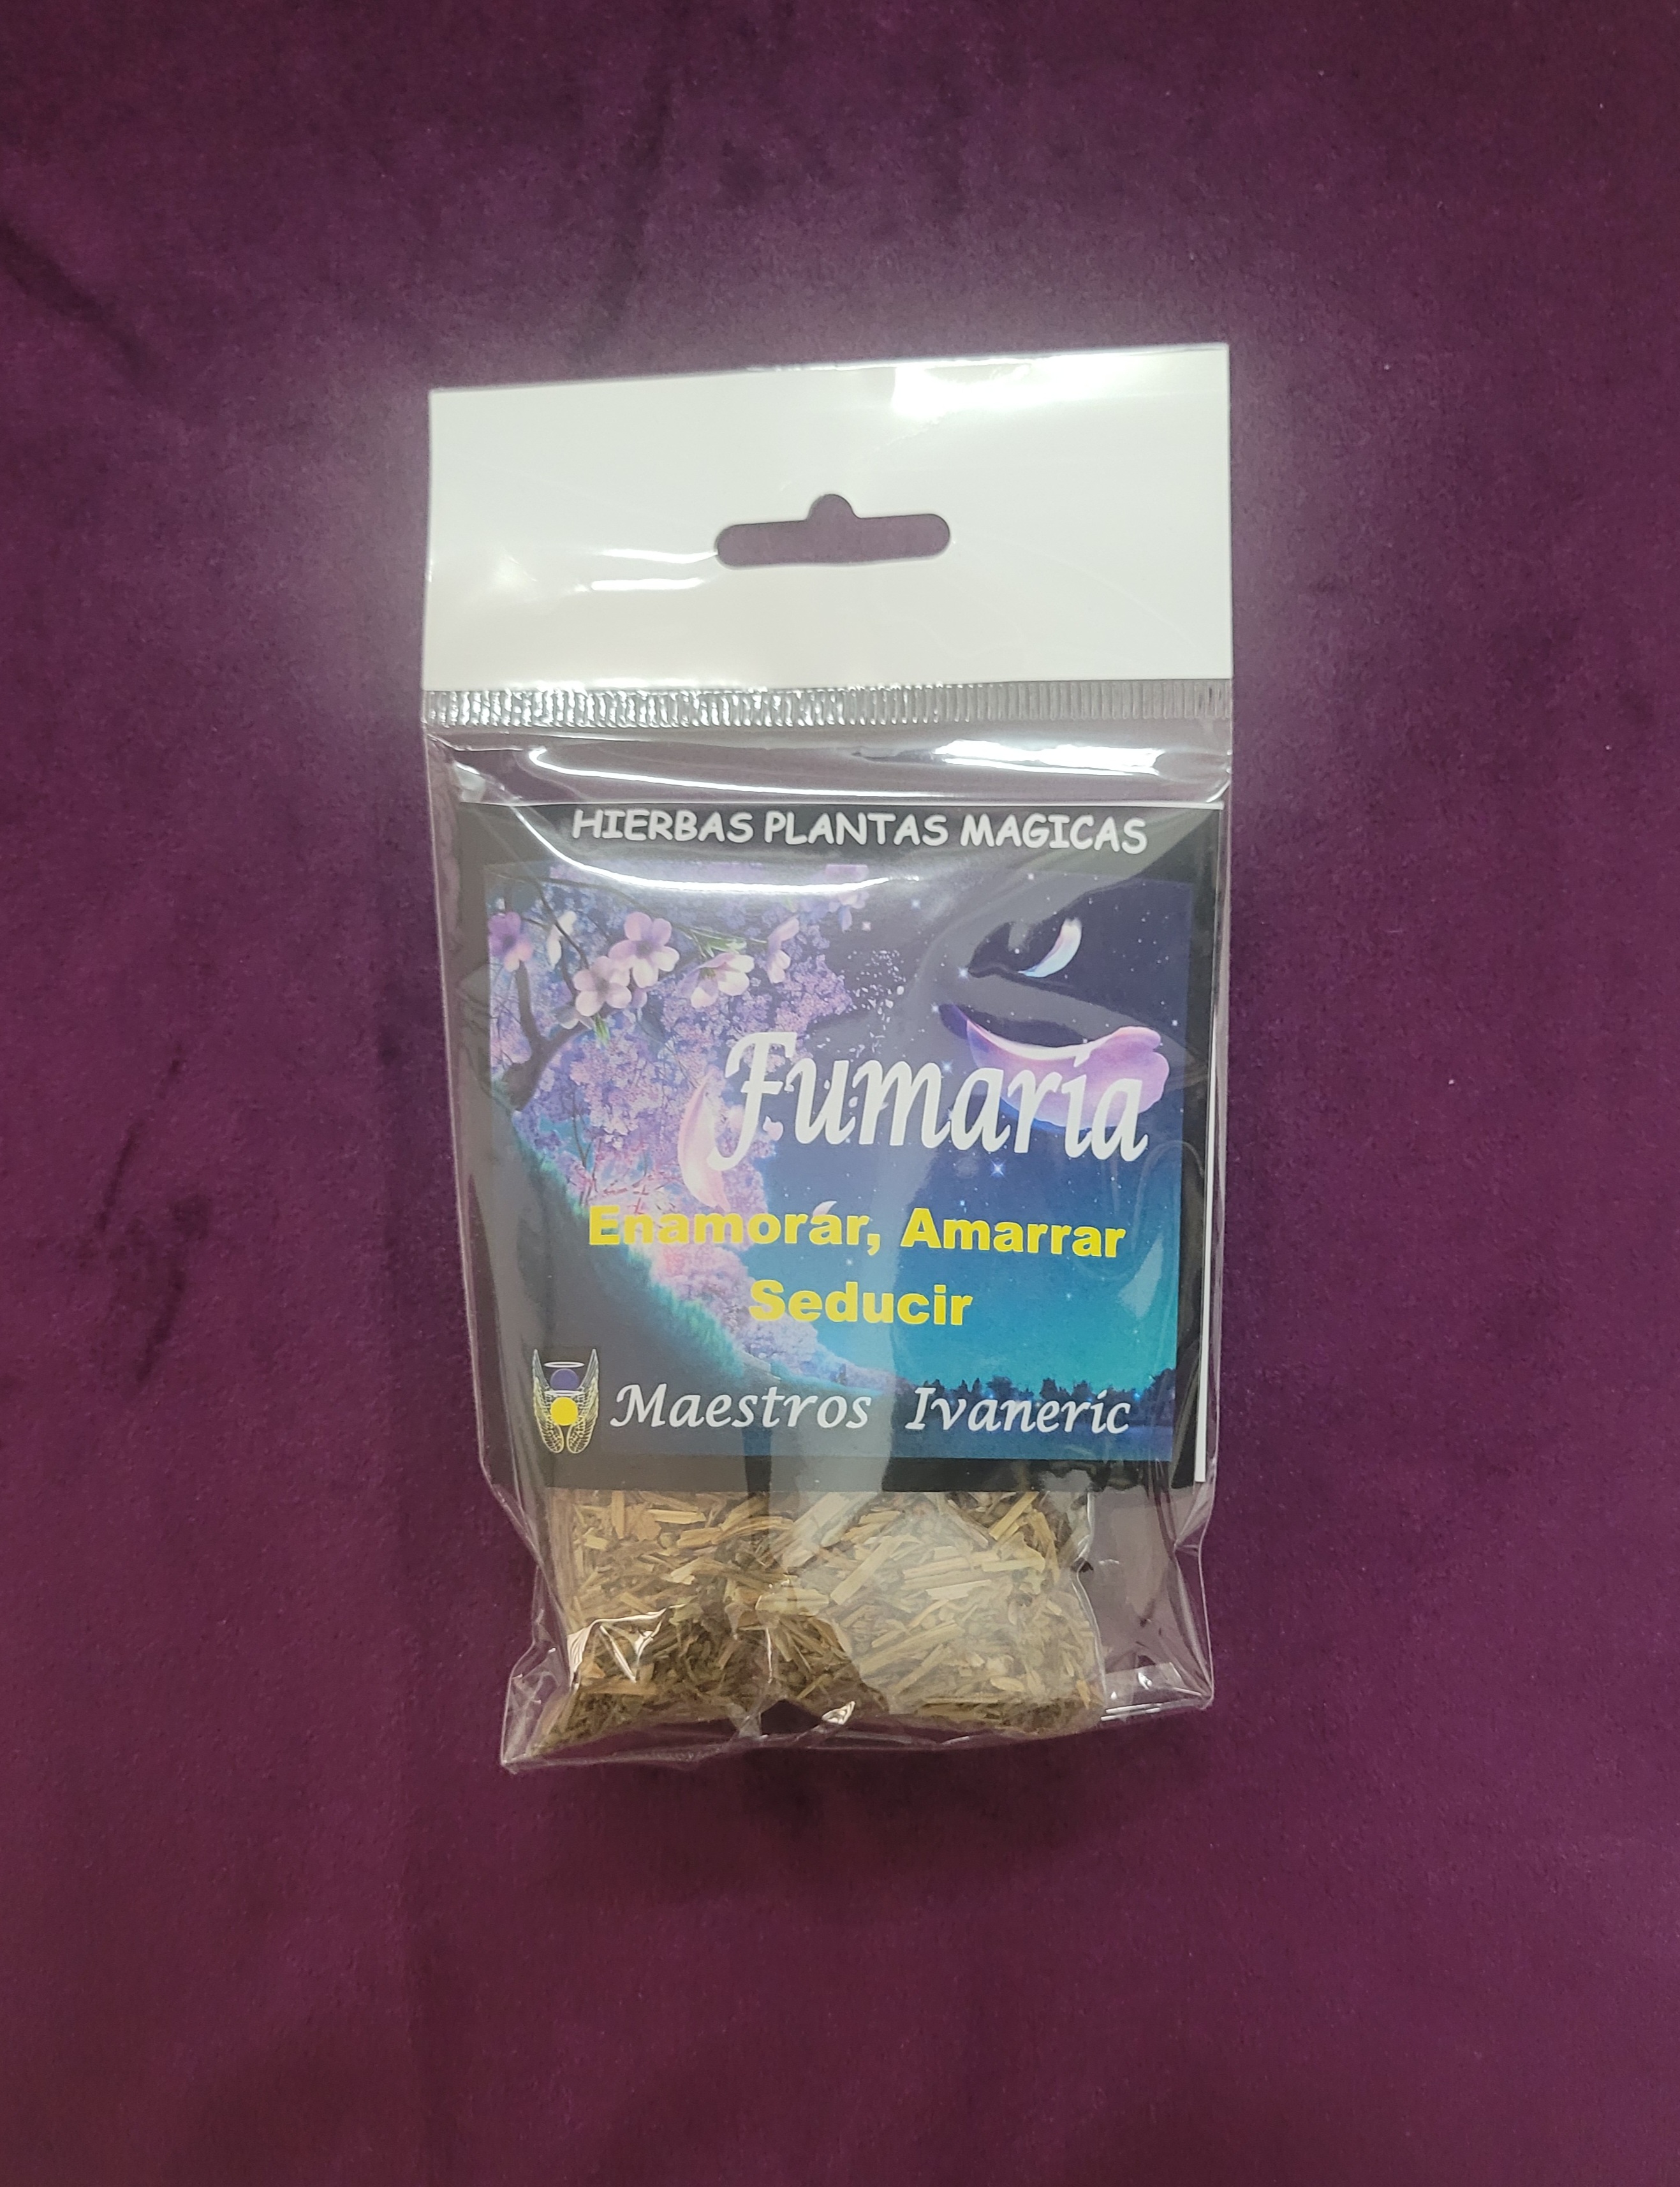 HIERBAS PLANTAS MAGICAS
Fumaria
Enamorar, Amarrar
Seducir
Maestros Ivaneric